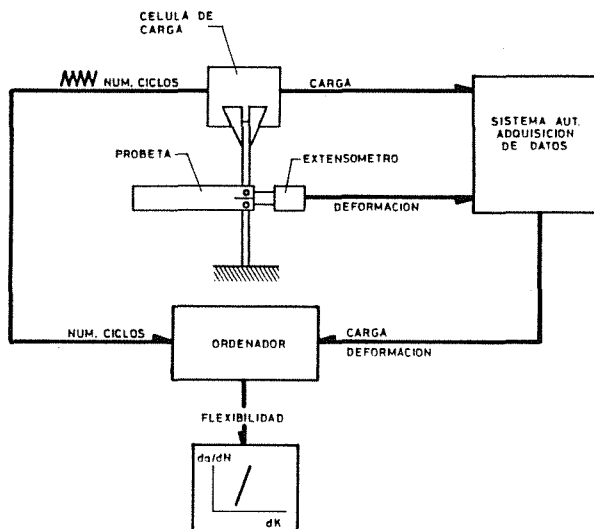 CELULA DE
CARGA
NUM. CICLOS
CARGA
SISTEMA AUT.
ADQUISICION
DE DATOS
PROBETA
EXTENSOMETRO
DEFORMACION
NUM. CICLOS
ORDENADOR
CARGA
DEFORMACION
FLEXIBILIDAD
da/dN
dK